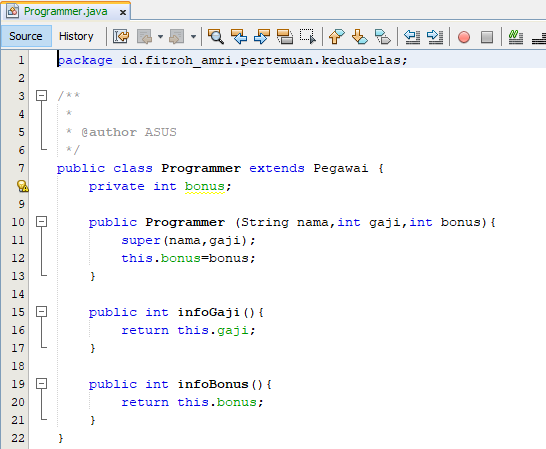 Programmer.java
Source History
1 package id.fitroh_amri.pertemuan.keduabelas;
2
3 /**
4 *
5 * @author ASUS
6 */
7 public class Programmer extends Pegawai {
private int bonus;
9
10 public Programmer (String nama,int gaji,int bonus){
11 super(nama,gaji);
12 this.bonus=bonus;
13 }
14
15 public int infoGaji(){
16 return this.gaji;
17 }
18
19 public int infoBonus(){
20 return this.bonus;
21 }
22 }